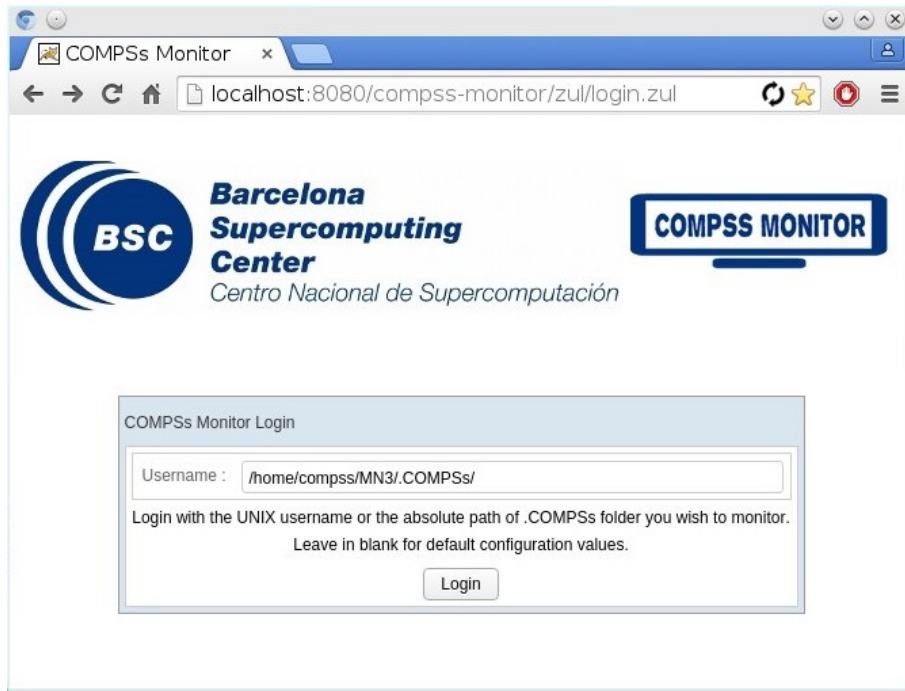 COMPSs Monitor
localhost:8080/compss-monitor/zul/login.zul
BSC
Barcelona
Supercomputing
Center
Centro Nacional de Supercomputación
COMPSS MONITOR
COMPSs Monitor Login
Username : /home/compss/MN3/.COMPSs/
Login with the UNIX username or the absolute path of .COMPSs folder you wish to monitor.
Leave in blank for default configuration values.
Login